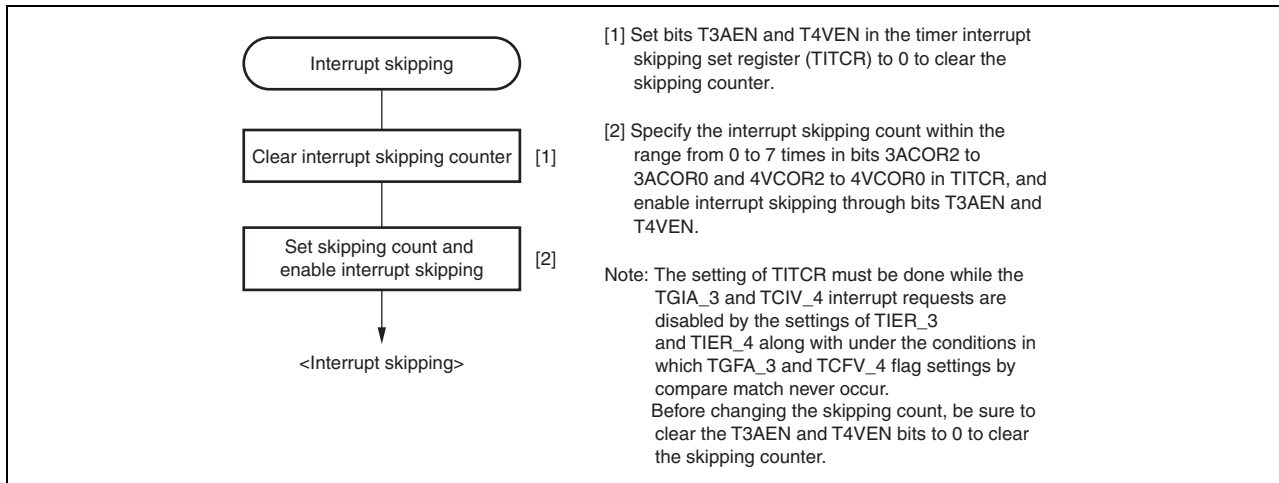 Interrupt skipping
Clear interrupt skipping counter
[1]
Set skipping count and
enable interrupt skipping
[2]
<Interrupt skipping>
[1] Set bits T3AEN and T4VEN in the timer interrupt
skipping set register (TITCR) to 0 to clear the
skipping counter.
[2] Specify the interrupt skipping count within the
range from 0 to 7 times in bits 3ACOR2 to
3ACOR0 and 4VCOR2 to 4VCOR0 in TITCR, and
enable interrupt skipping through bits T3AEN and
T4VEN.
Note: The setting of TITCR must be done while the
TGIA_3 and TCIV_4 interrupt requests are
disabled by the settings of TIER_3
and TIER_4 along with under the conditions in
which TGFA_3 and TCFV_4 flag settings by
compare match never occur.
Before changing the skipping count, be sure to
clear the T3AEN and T4VEN bits to 0 to clear
the skipping counter.